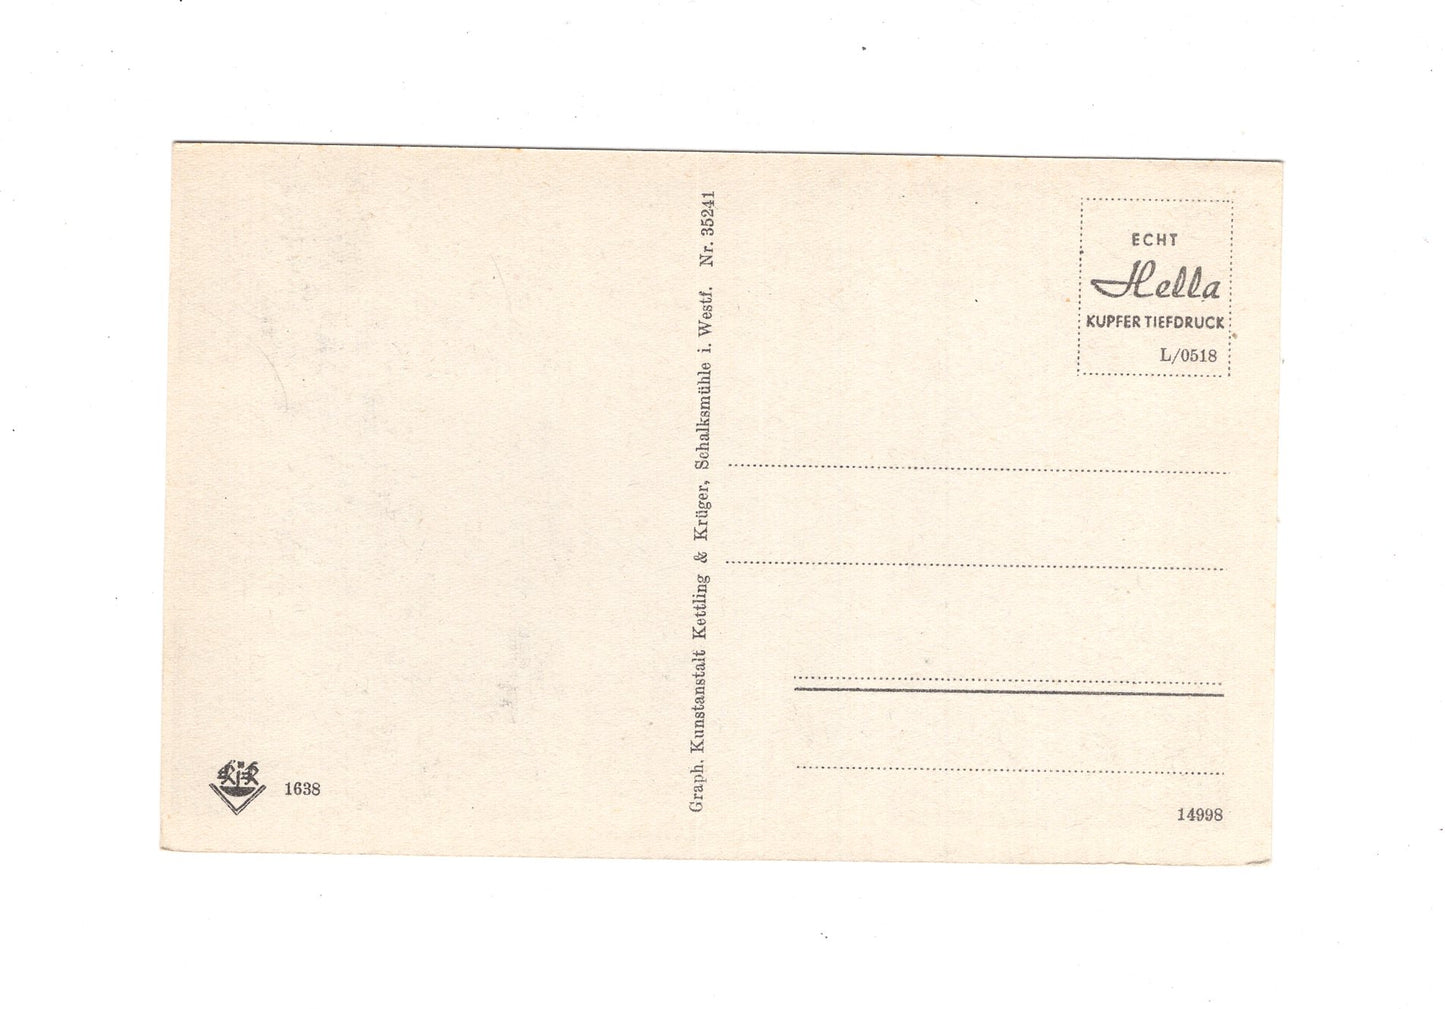 Graph. Kunstanstalt Kettling & Krüger, Schalksmühle i. Westf. Nr. 35241
ECHT
Hella
KUPFER TIEFDRUCK
L/0518
1638
14998